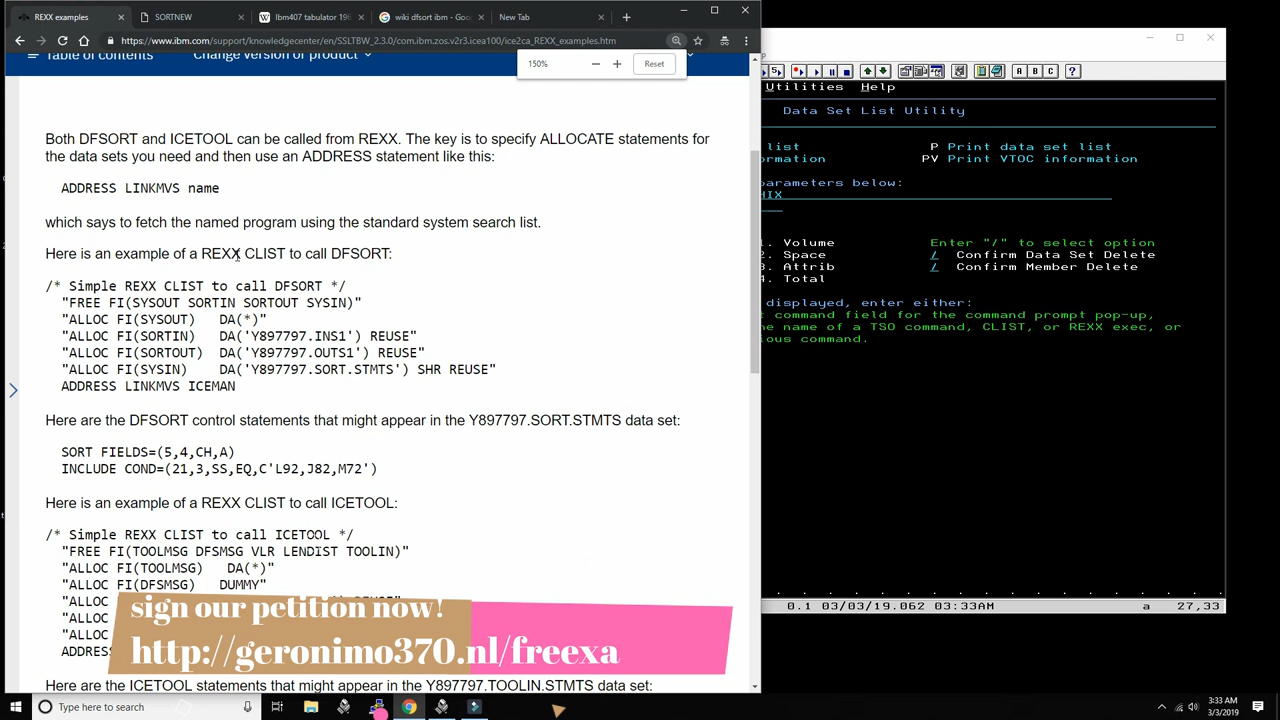 REXX examples
SORTNEW
Ibm407 tabulator 19
wiki dfsort ibm - Goo
New Tab
https://www.ibm.com/support/knowledgecenter/en/SSLTBW_2.3.0/com.ibm.zos.v2r3.icea100/ice2ca_REXX_examples.htm
Table of contents
Change version or product
150%
Reset
Both DFSORT and ICETOOL can be called from REXX. The key is to specify ALLOCATE statements for
the data sets you need and then use an ADDRESS statement like this:
ADDRESS LINKMVS name
which says to fetch the named program using the standard system search list.
Here is an example of a REXX CLIST to call DFSORT:
/* Simple REXX CLIST to call DFSORT */
"FREE FI(SYSOUT SORTIN SORTOUT SYSIN)"
"ALLOC FI(SYSOUT) DA(*)"
"ALLOC FI(SORTIN) DA('Y897797.INS1') REUSE"
"ALLOC FI(SORTOUT) DA('Y897797.OUTS1') REUSE"
"ALLOC FI(SYSIN) DA('Y897797.SORT.STMTS') SHR REUSE"
ADDRESS LINKMVS ICEMAN
Here are the DFSORT control statements that might appear in the Y897797.SORT.STMTS data set:
SORT FIELDS=(5,4,CH,A)
INCLUDE COND=(21,3,SS,EQ,C'L92,J82,M72')
Here is an example of a REXX CLIST to call ICETOOL:
/* Simple REXX CLIST to call ICETOOL */
"FREE FI(TOOLMSG DFSMSG VLR LENDIST TOOLIN)"
"ALLOC FI(TOOLMSG) DA(*)"
"ALLOC FI(DFSMSG) DUMMY"
"ALLOC
"ALLOC
"ALLOC
ADDRES
Here are the ICETOOL statements that might appear in the Y897797.TOOLIN.STMTS data set:
sign our petition now!
http://geronimo370.nl/freexa
5
A B C ?
Utilities Help
Data Set List Utility
list P Print data set list
ormation PV Print VTOC information
parameters below:
HIX
. Volume Enter "/" to select option
2. Space / Confirm Data Set Delete
3. Attrib / Confirm Member Delete
4. Total
displayed, enter either:
t command field for the command prompt pop-up,
he name of a TSO command, CLIST, or REXX exec, or
ious command.
0.1 03/03/19.062 03:33AM a 27,33
Type here to search
3:33 AM
3/3/2019